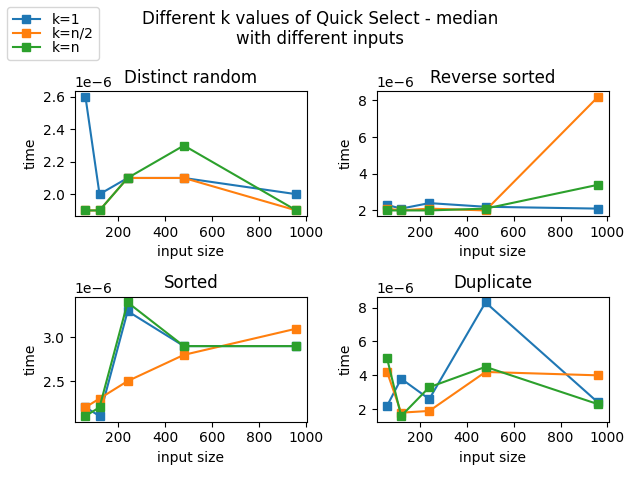 k=1
k=n/2
k=n
Different k values of Quick Select - median
with different inputs
Distinct random
1e−6
2.6
2.4
2.2
2.0
time
200 400 600 800 1000
input size
Reverse sorted
1e−6
8
6
4
2
time
200 400 600 800 1000
input size
Sorted
1e−6
3.0
2.5
time
200 400 600 800 1000
input size
Duplicate
1e−6
8
6
4
2
time
200 400 600 800 1000
input size